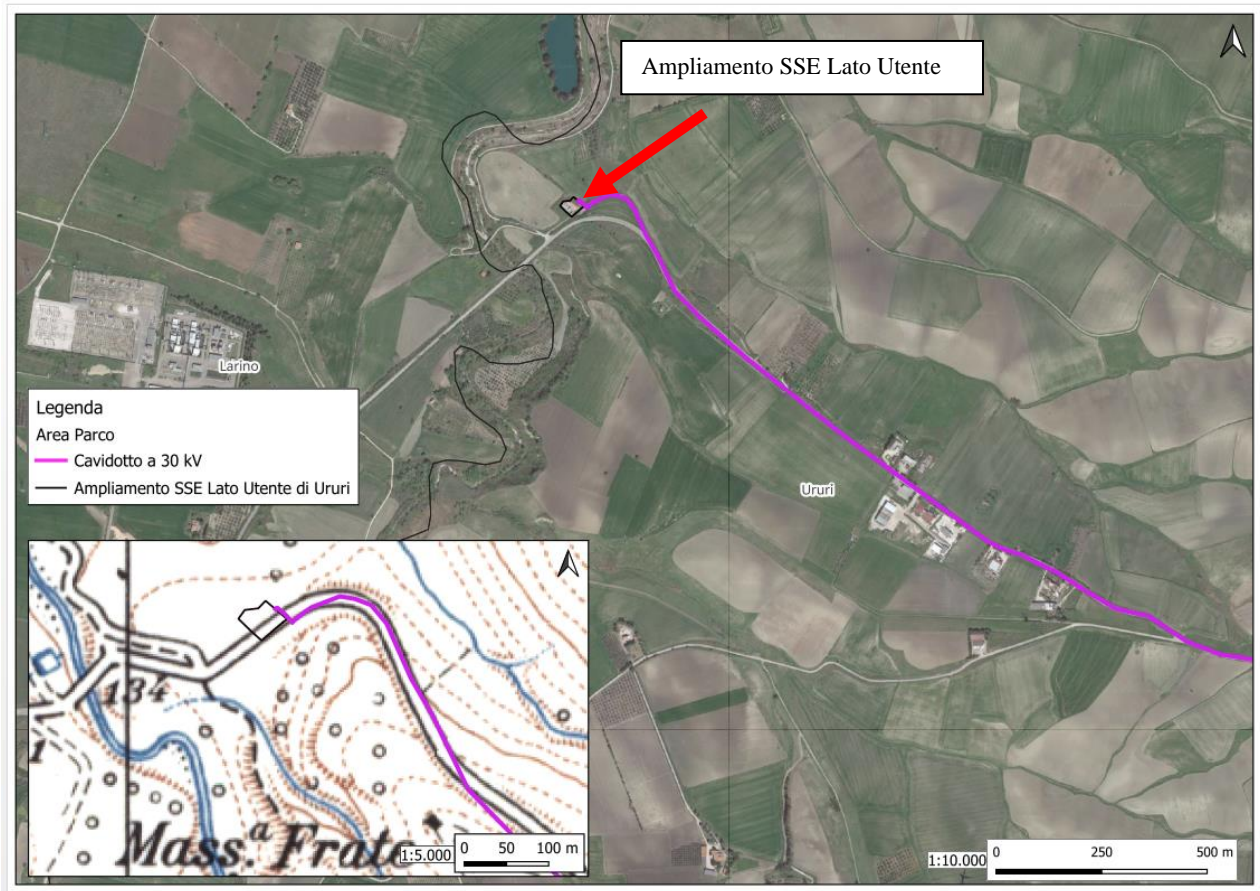 Ampliamento SSE Lato Utente
Larino
Legenda
Area Parco
Cavidotto a 30 kV
Ampliamento SSE Lato Utente di Ururi
Ururi
134
1
Mass.ª Frate
1:5.000 0 50 100 m
1:10.000 0 250 500 m